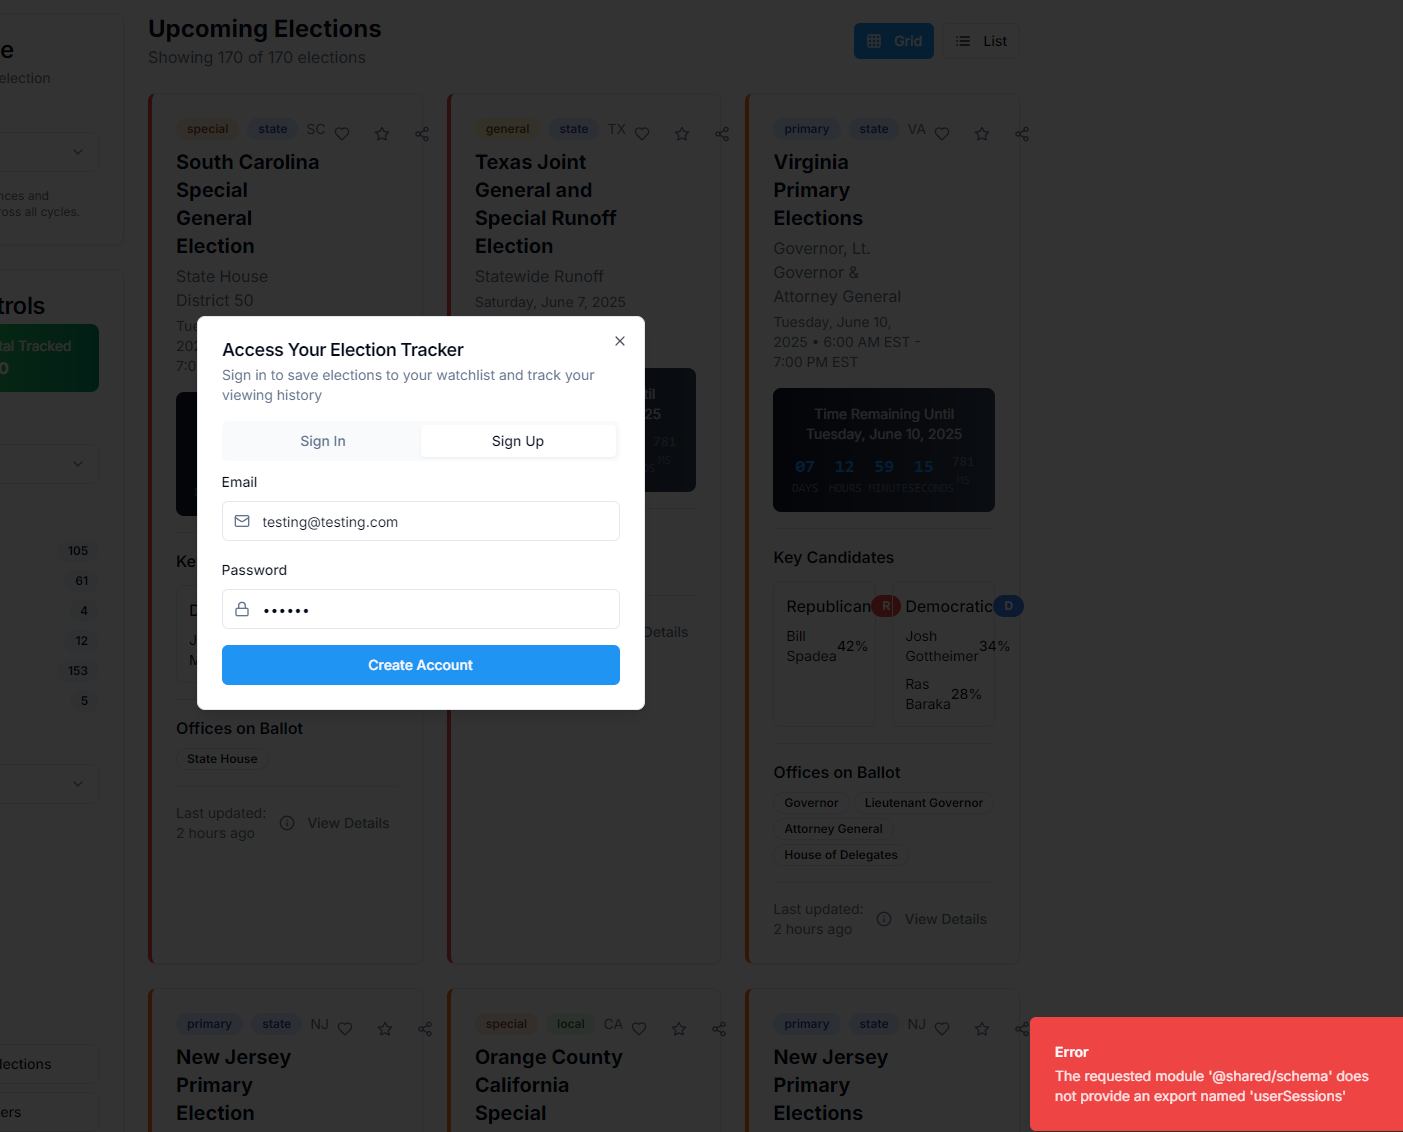 e
election
nces and
ross all cycles.
trols
tal Tracked
0
105
61
4
12
153
5
lections
ers
Upcoming Elections
Showing 170 of 170 elections
Grid
List
special
state
SC
South Carolina
Special
General
Election
State House
District 50
Tue
202
7:0
Ke
D
J
M
Offices on Ballot
State House
Last updated:
2 hours ago
View Details
general
state
TX
Texas Joint
General and
Special Runoff
Election
Statewide Runoff
Saturday, June 7, 2025
til
25
781
MS
Details
primary
state
VA
Virginia
Primary
Elections
Governor, Lt.
Governor &
Attorney General
Tuesday, June 10,
2025 • 6:00 AM EST -
7:00 PM EST
Time Remaining Until
Tuesday, June 10, 2025
07 12 59 15 781
DAYS HOURS MINUTES SECONDS MS
Key Candidates
Republican R
Bill
Spadea
42%
Democratic D
Josh
Gottheimer
34%
Ras
Baraka
28%
Offices on Ballot
Governor
Lieutenant Governor
Attorney General
House of Delegates
Last updated:
2 hours ago
View Details
Access Your Election Tracker
Sign in to save elections to your watchlist and track your
viewing history
Sign In
Sign Up
Email
testing@testing.com
Password
••••••
Create Account
primary
state
NJ
New Jersey
Primary
Election
special
local
CA
Orange County
California
Special
primary
state
NJ
New Jersey
Primary
Elections
Error
The requested module '@shared/schema' does
not provide an export named 'userSessions'